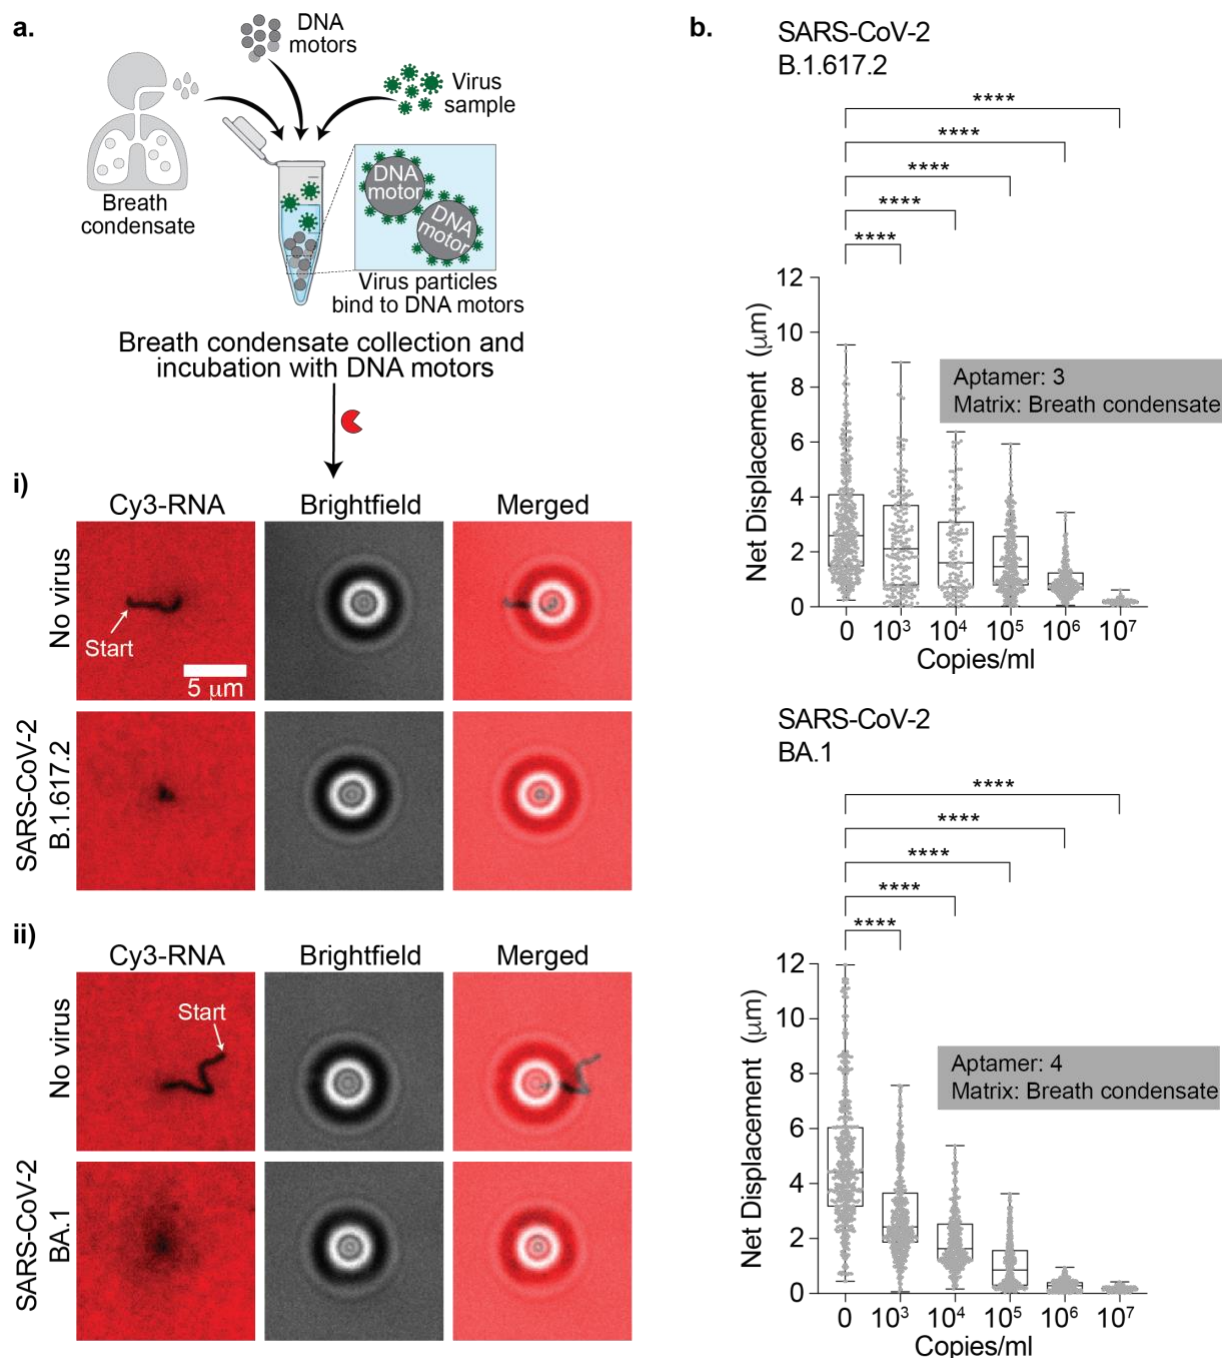 a.
DNA
motors
Virus
sample
Breath
condensate
DNA
motor
DNA
motor
Virus particles
bind to DNA motors
Breath condensate collection and
incubation with DNA motors
i)
Cy3-RNA Brightfield Merged
No virus
Start
5 μm
SARS-CoV-2
B.1.617.2
ii)
Cy3-RNA Brightfield Merged
No virus
Start
SARS-CoV-2
BA.1
b.
SARS-CoV-2
B.1.617.2
****
****
****
****
****
Net Displacement (μm)
12
10
8
6
4
2
0
Aptamer: 3
Matrix: Breath condensate
0 10³ 10⁴ 10⁵ 10⁶ 10⁷
Copies/ml
SARS-CoV-2
BA.1
****
****
****
****
****
Net Displacement (μm)
12
10
8
6
4
2
0
Aptamer: 4
Matrix: Breath condensate
0 10³ 10⁴ 10⁵ 10⁶ 10⁷
Copies/ml